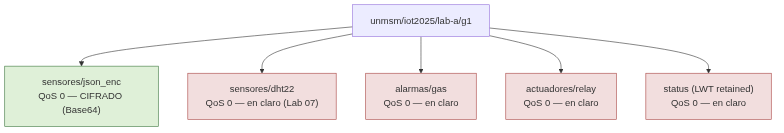 unmsm/iot2025/lab-a/g1
sensores/json_enc
QoS 0 — CIFRADO
(Base64)
sensores/dht22
QoS 0 — en claro (Lab 07)
alarmas/gas
QoS 0 — en claro
actuadores/relay
QoS 0 — en claro
status (LWT retained)
QoS 0 — en claro